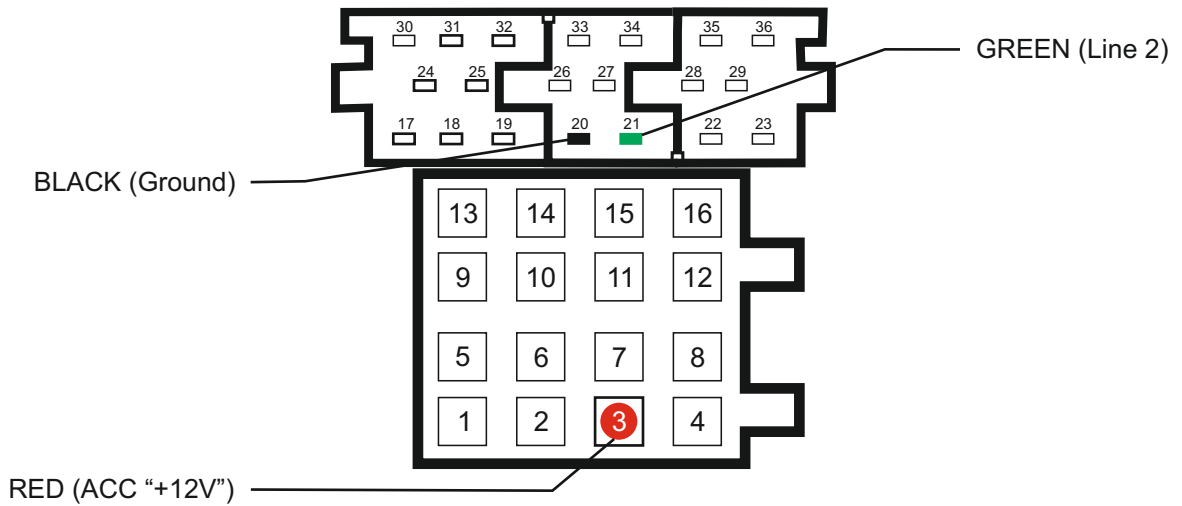 30 31 32 33 34 35 36
GREEN (Line 2)
24 25 26 27 28 29
17 18 19 20 21 22 23
BLACK (Ground)
13 14 15 16
9 10 11 12
5 6 7 8
1 2 3 4
RED (ACC “+12V”)